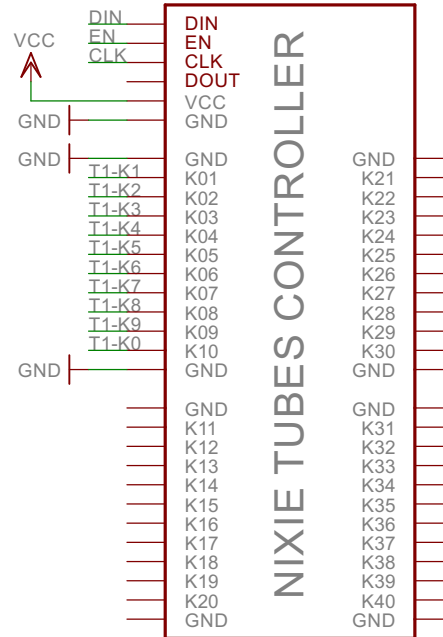 DIN DIN
EN EN
CLK CLK
VCC DOUT
VCC
GND GND
GND GND GND
T1-K1 K01 K21
T1-K2 K02 K22
T1-K3 K03 K23
T1-K4 K04 K24
T1-K5 K05 K25
T1-K6 K06 K26
T1-K7 K07 K27
T1-K8 K08 K28
T1-K9 K09 K29
T1-K0 K10 K30
GND GND GND
GND GND
K11 K31
K12 K32
K13 K33
K14 K34
K15 K35
K16 K36
K17 K37
K18 K38
K19 K39
K20 K40
GND GND
NIXIE TUBES CONTROLLER